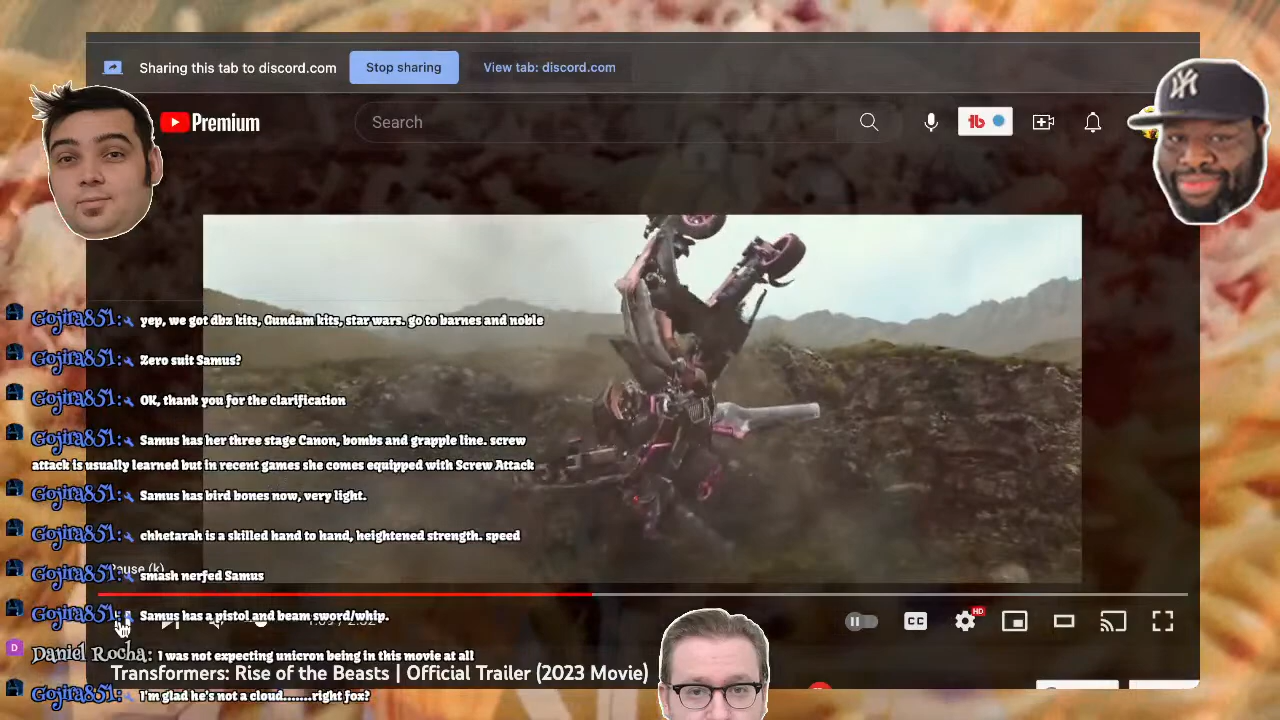 Sharing this tab to discord.com
Stop sharing
View tab: discord.com
Premium
Search
Gojira851: yep, we got dbz kits, Gundam kits, star wars. go to barnes and noble
Gojira851: Zero suit Samus?
Gojira851: OK, thank you for the clarification
Gojira851: Samus has her three stage Canon, bombs and grapple line. screw
attack is usually learned but in recent games she comes equipped with Screw Attack
Gojira851: Samus has bird bones now, very light.
Gojira851: chhetarah is a skilled hand to hand, heightened strength. speed
Pause (k)
Gojira851: smash nerfed Samus
Gojira851: Samus has a pistol and beam sword/whip.
CC
HD
Daniel Rocha: I was not expecting unicron being in this movie at all
Transformers: Rise of the Beasts | Official Trailer (2023 Movie)
Gojira851: I'm glad he's not a cloud.......right fox?